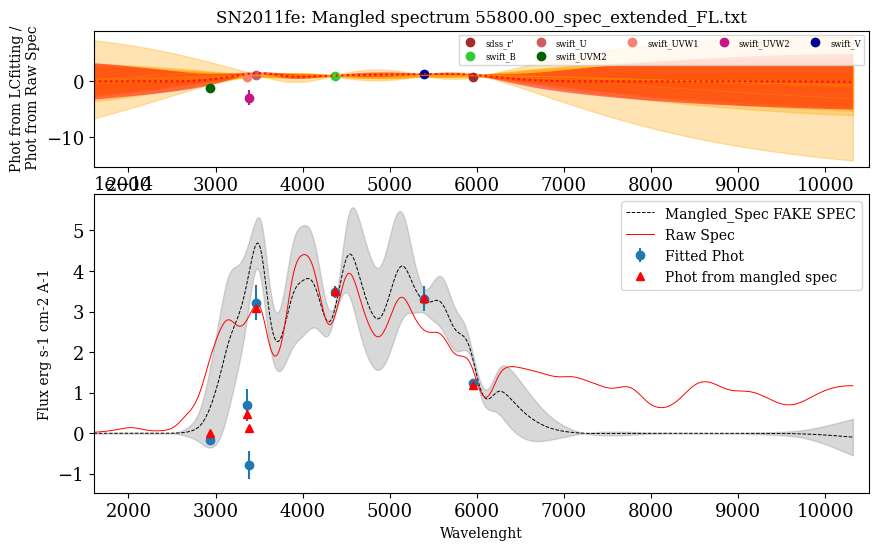 SN2011fe: Mangled spectrum 55800.00_spec_extended_FL.txt
Phot from LCfitting /
Phot from Raw Spec
0
−10
sdss_r'
swift_U
swift_UVW1
swift_UVW2
swift_V
swift_B
swift_UVM2
3000 4000 5000 6000 7000 8000 9000 10000
Mangled_Spec FAKE SPEC
Raw Spec
Fitted Phot
Phot from mangled spec
Flux erg s-1 cm-2 A-1
5
4
3
2
1
0
−1
2000 3000 4000 5000 6000 7000 8000 9000 10000
Wavelenght